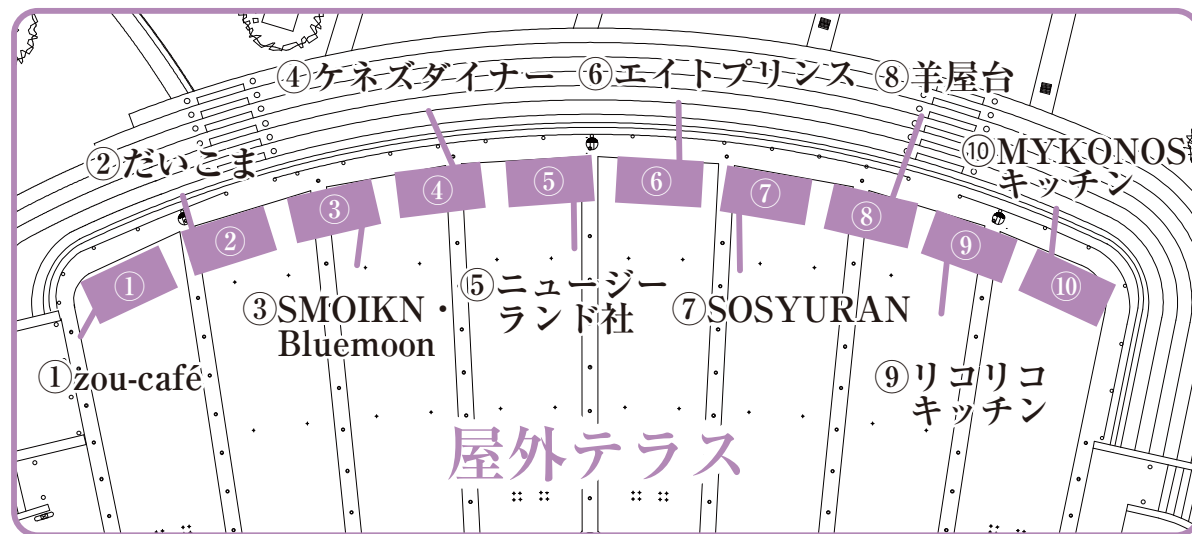 ④ケネズダイナー
⑥エイトプリンス
⑧羊屋台
②だいこま
⑩MYKONOS
キッチン
①
②
③
④
⑤
⑥
⑦
⑧
⑨
⑩
③SMOIKN・
Bluemoon
⑤ニュージー
ランド社
⑦SOSYURAN
①zou-café
⑨リコリコ
キッチン
屋外テラス